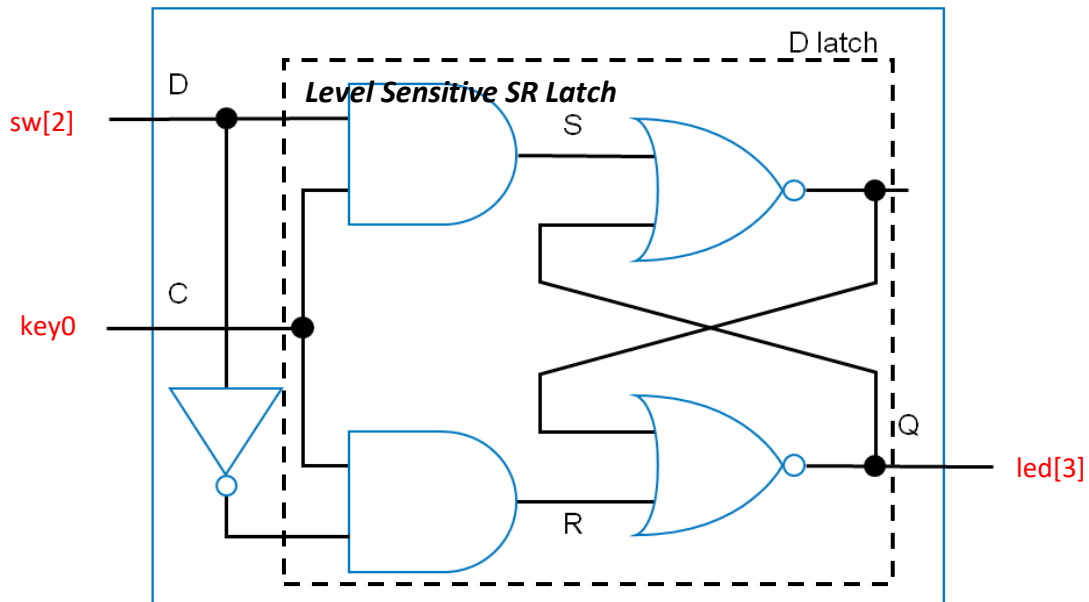 D latch
D
Level Sensitive SR Latch
sw[2]
S
C
key0
Q
led[3]
R